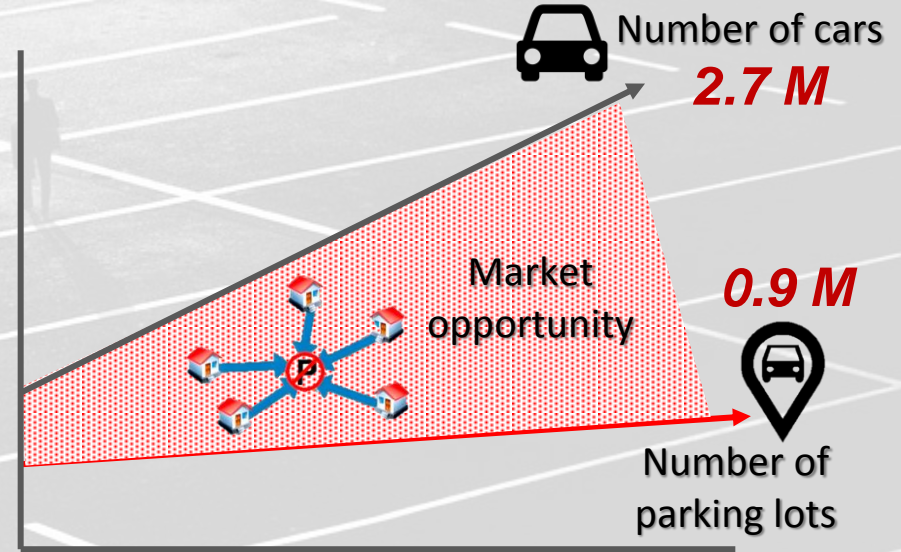 Number of cars
2.7 M
Market
opportunity
0.9 M
P
Number of
parking lots